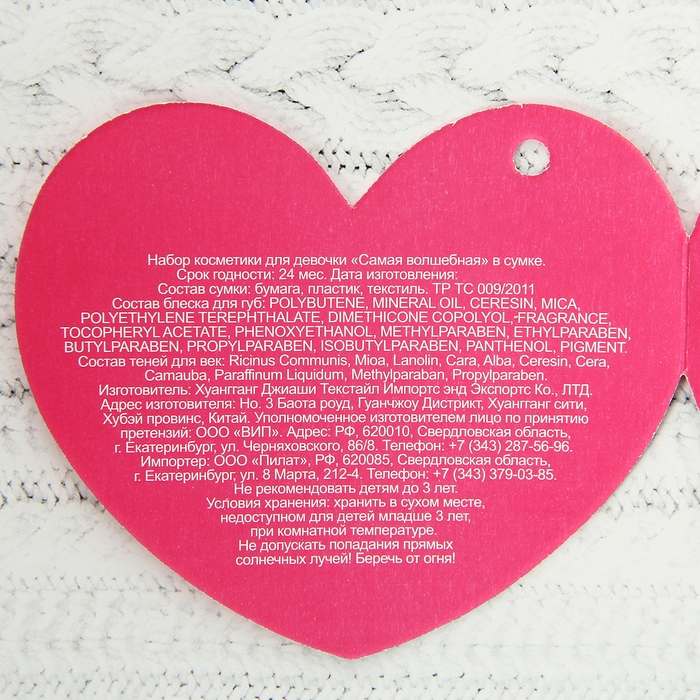 Набор косметики для девочки «Самая волшебная» в сумке.
Срок годности: 24 мес. Дата изготовления:
Состав сумки: бумага, пластик, текстиль. ТР ТС 009/2011
Состав блеска для губ: POLYBUTENE, MINERAL OIL, CERESIN, MICA,
POLYETHYLENE TEREPHTHALATE, DIMETHICONE COPOLYOL, FRAGRANCE,
TOCOPHERYL ACETATE, PHENOXYETHANOL, METHYLPARABEN, ETHYLPARABEN,
BUTYLPARABEN, PROPYLPARABEN, ISOBUTYLPARABEN, PANTHENOL, PIGMENT.
Состав теней для век: Ricinus Communis, Mioa, Lanolin, Cara, Alba, Ceresin, Cera,
Carnauba, Paraffinum Liquidum, Methylparaban, Propylparaben.
Изготовитель: Хуангганг Джиаши Текстайл Импортс энд Экспортс Ко., ЛТД.
Адрес изготовителя: Но. 3 Баота роуд, Гуанчжоу Дистрикт, Хуангганг сити,
Хубэй провинс, Китай. Уполномоченное изготовителем лицо по принятию
претензий: ООО «ВИП». Адрес: РФ, 620010, Свердловская область,
г. Екатеринбург, ул. Черняховского, 86/8. Телефон: +7 (343) 287-56-96.
Импортер: ООО «Пилат», РФ, 620085, Свердловская область,
г. Екатеринбург, ул. 8 Марта, 212-4. Телефон: +7 (343) 379-03-85.
Не рекомендовать детям до 3 лет.
Условия хранения: хранить в сухом месте,
недоступном для детей младше 3 лет,
при комнатной температуре.
Не допускать попадания прямых
солнечных лучей! Беречь от огня!